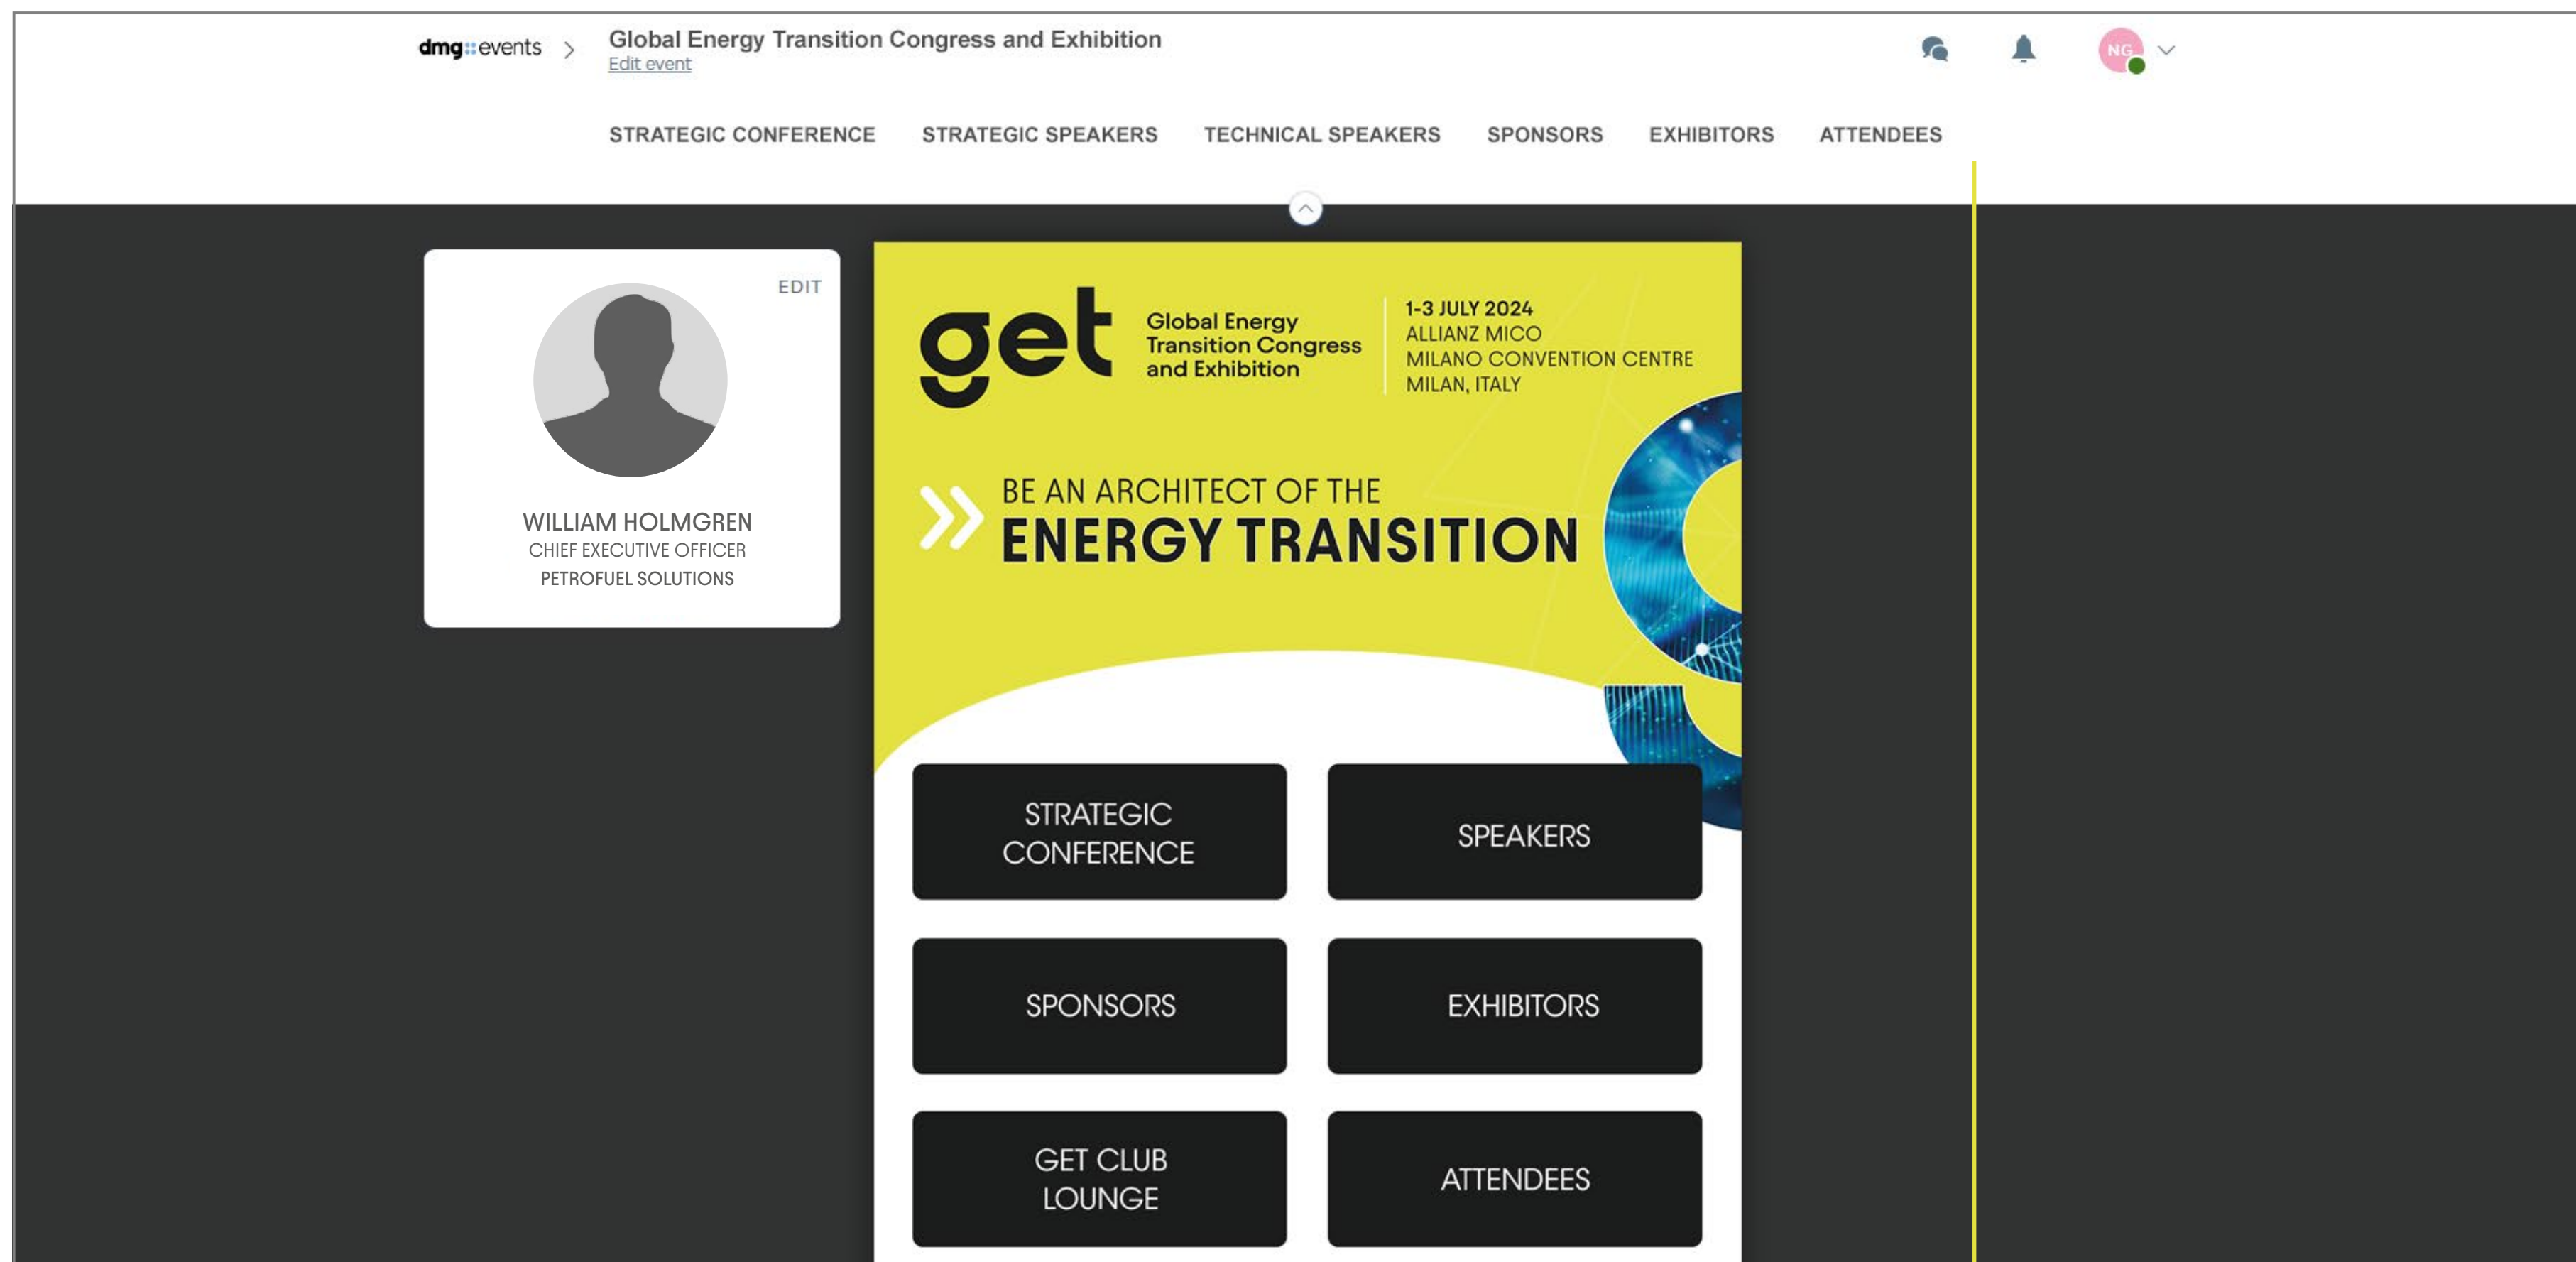 dmg::events > Global Energy Transition Congress and Exhibition
Edit event
NG
STRATEGIC CONFERENCE STRATEGIC SPEAKERS TECHNICAL SPEAKERS SPONSORS EXHIBITORS ATTENDEES
EDIT
WILLIAM HOLMGREN
CHIEF EXECUTIVE OFFICER
PETROFUEL SOLUTIONS
get
Global Energy
Transition Congress
and Exhibition
1-3 JULY 2024
ALLIANZ MICO
MILANO CONVENTION CENTRE
MILAN, ITALY
BE AN ARCHITECT OF THE
ENERGY TRANSITION
STRATEGIC
CONFERENCE
SPEAKERS
SPONSORS
EXHIBITORS
GET CLUB
LOUNGE
ATTENDEES